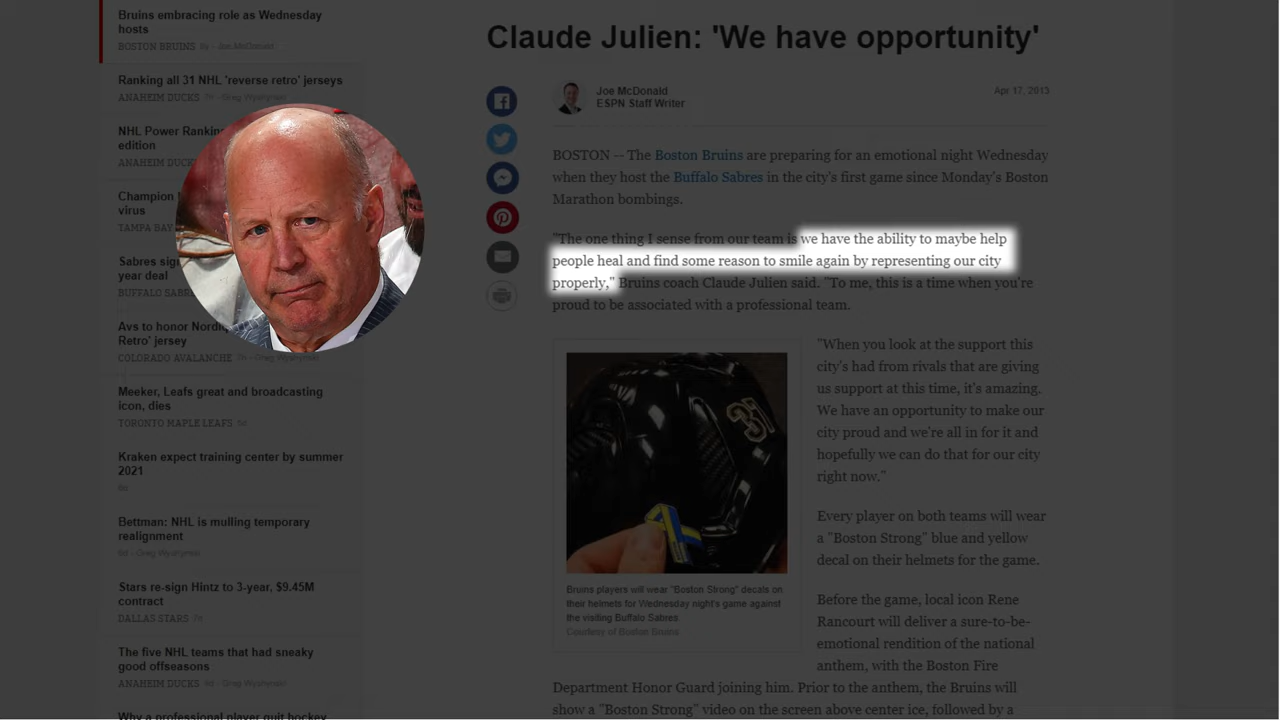 Bruins embracing role as Wednesday
hosts
BOSTON BRUINS 9y - Joe McDonald
Ranking all 31 NHL 'reverse retro' jerseys
ANAHEIM DUCKS 7h - Greg Wyshynski
NHL Power Rankin
edition
ANAHEIM DUCK
Champion
virus
TAMPA BAY
Sabres sig
year deal
BUFFALO SABRE
Avs to honor Nordi
Retro' jersey
COLORADO AVALANCHE - Greg Wyshynski
Meeker, Leafs great and broadcasting
icon, dies
TORONTO MAPLE LEAFS 5d
Kraken expect training center by summer
2021
6d
Bettman: NHL is mulling temporary
realignment
6d - Greg Wyshynski
Stars re-sign Hintz to 3-year, $9.45M
contract
DALLAS STARS 7d
The five NHL teams that had sneaky
good offseasons
ANAHEIM DUCKS 8d - Greg Wyshynski
Why a professional player quit hockey
Claude Julien: 'We have opportunity'
Joe McDonald
ESPN Staff Writer
Apr 17, 2013
BOSTON -- The Boston Bruins are preparing for an emotional night Wednesday
when they host the Buffalo Sabres in the city's first game since Monday's Boston
Marathon bombings.
"The one thing I sense from our team is we have the ability to maybe help
people heal and find some reason to smile again by representing our city
properly," Bruins coach Claude Julien said. "To me, this is a time when you're
proud to be associated with a professional team.
31
Bruins players will wear "Boston Strong" decals on
their helmets for Wednesday night's game against
the visiting Buffalo Sabres
Courtesy of Boston Bruins
"When you look at the support this
city's had from rivals that are giving
us support at this time, it's amazing.
We have an opportunity to make our
city proud and we're all in for it and
hopefully we can do that for our city
right now."
Every player on both teams will wear
a "Boston Strong" blue and yellow
decal on their helmets for the game.
Before the game, local icon Rene
Rancourt will deliver a sure-to-be-
emotional rendition of the national
anthem, with the Boston Fire
Department Honor Guard joining him. Prior to the anthem, the Bruins will
show a "Boston Strong" video on the screen above center ice, followed by a